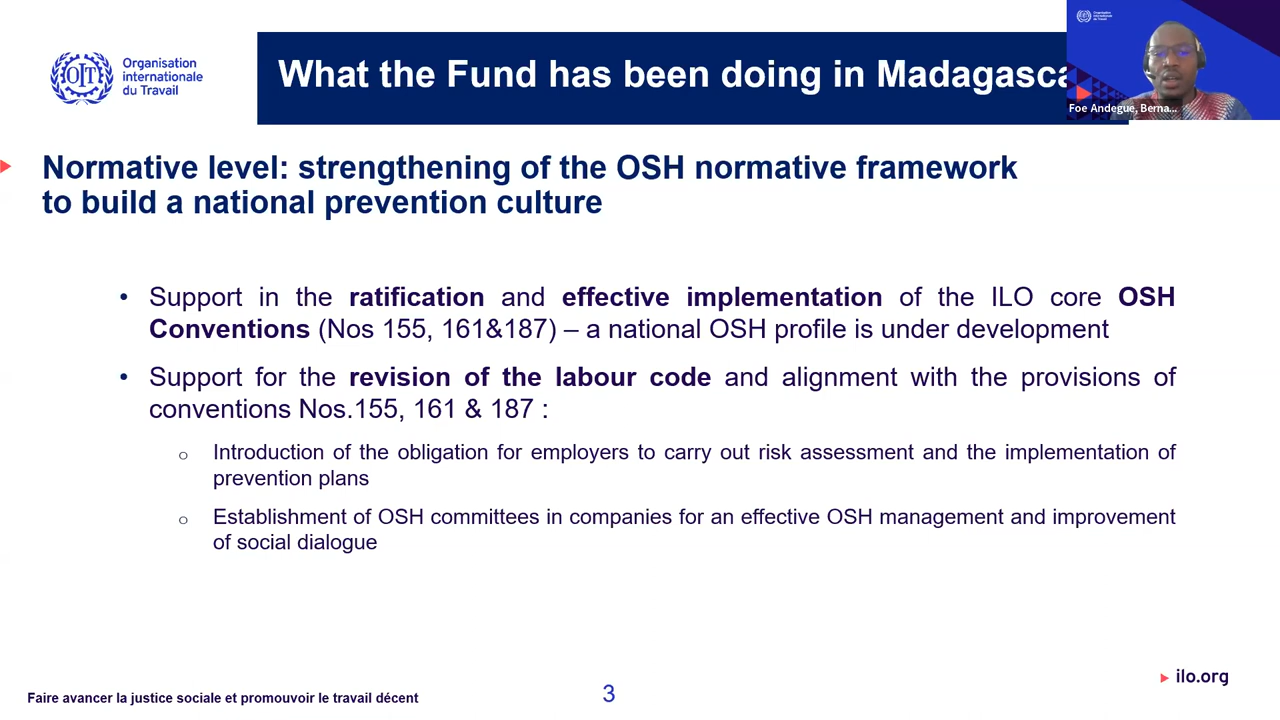 Organisation
internationale
du Travail
What the Fund has been doing in Madagasca
Foe Andegue, Berna...
Normative level: strengthening of the OSH normative framework
to build a national prevention culture
• Support in the ratification and effective implementation of the ILO core OSH
Conventions (Nos 155, 161&187) – a national OSH profile is under development
• Support for the revision of the labour code and alignment with the provisions of
conventions Nos.155, 161 & 187 :
o Introduction of the obligation for employers to carry out risk assessment and the implementation of
prevention plans
o Establishment of OSH committees in companies for an effective OSH management and improvement
of social dialogue
ilo.org
Faire avancer la justice sociale et promouvoir le travail décent
3